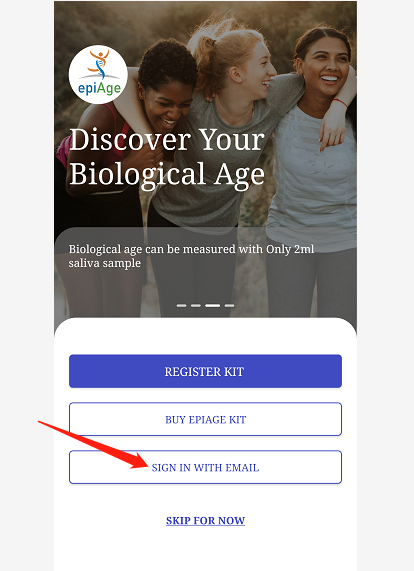 epiAge
Discover Your
Biological Age
Biological age can be measured with Only 2ml
saliva sample
REGISTER KIT
BUY EPIAGE KIT
SIGN IN WITH EMAIL
SKIP FOR NOW